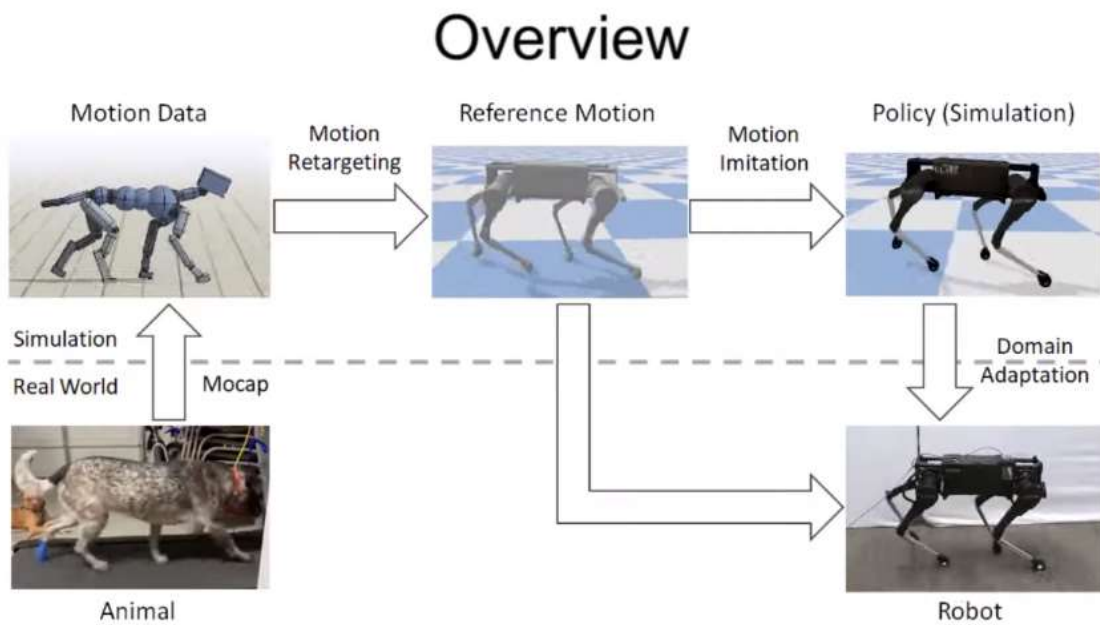 Overview
Motion Data
Motion
Retargeting
Reference Motion
Motion
Imitation
Policy (Simulation)
Simulation
Real World
Mocap
Domain
Adaptation
Animal
Robot